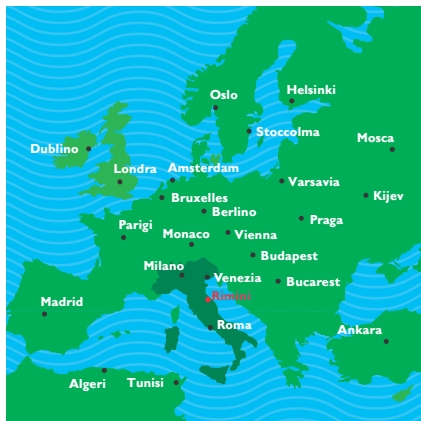 Oslo
Helsinki
Stoccolma
Mosca
Dublino
Londra
Amsterdam
Varsavia
Bruxelles
Kijev
Berlino
Praga
Parigi
Monaco
Vienna
Budapest
Milano
Venezia
Bucarest
Rimini
Madrid
Roma
Ankara
Algeri
Tunisi